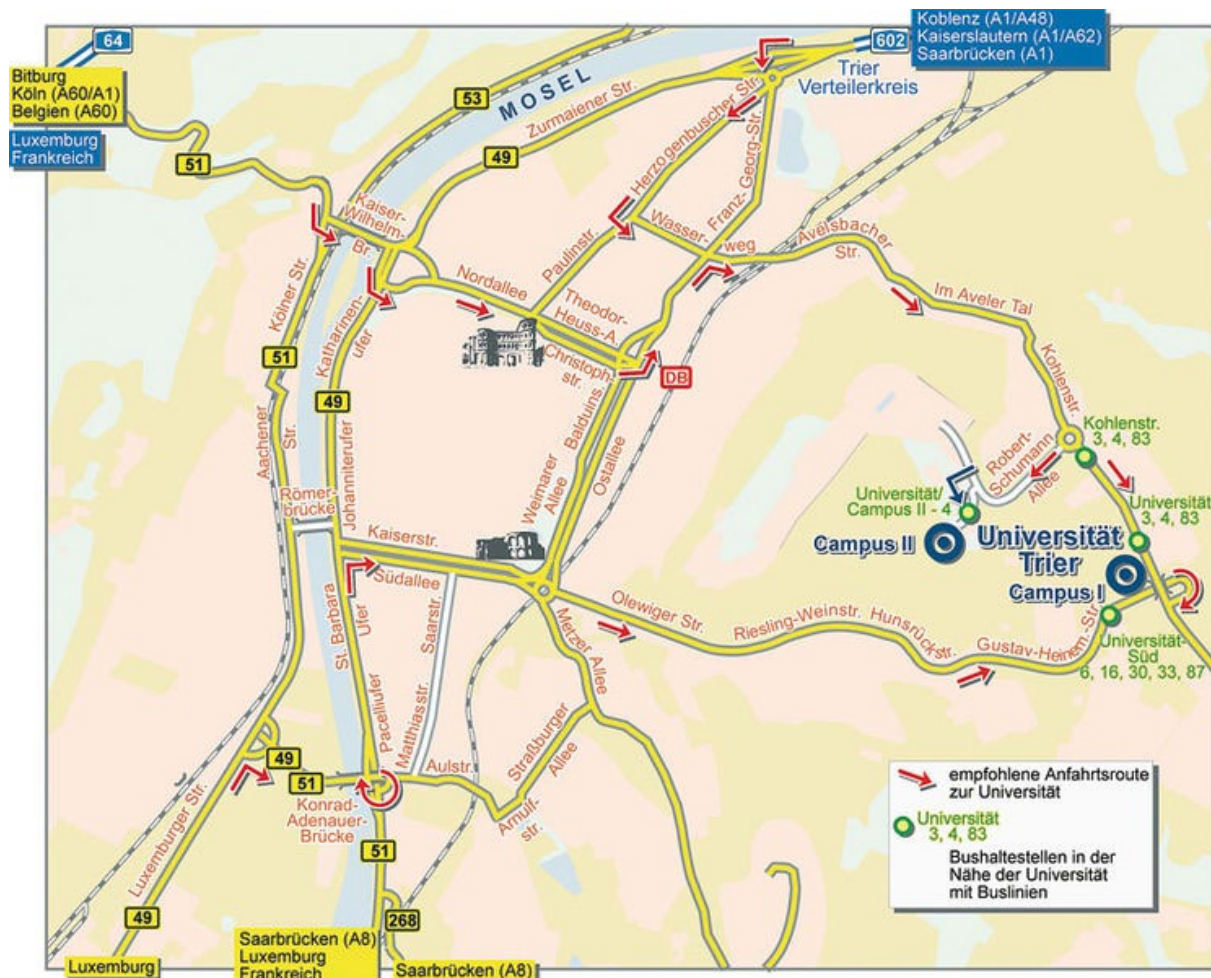 64
Bitburg
Köln (A60/A1)
Belgien (A60)
Luxemburg
Frankreich
51
53
MOSEL
Zurmaiener Str.
49
602
Koblenz (A1/A48)
Kaiserslautern (A1/A62)
Saarbrücken (A1)
Trier
Verteilerkreis
Herzogenbuscher Str.
Franz-Georg-Str.
Kaiser-
Wilhelm-
Br.
Paulinstr.
Wasser-
weg
Avelsbacher
Str.
Nordallee
Theodor-
Heuss-A.
Christoph-
str.
DB
Im Aveler Tal
Kohlenstr.
Kölner Str.
51
Katharinen-
ufer
49
Aachener
Str.
Römer-
brücke
Johanniterufer
Weimarer
Allee
Balduins.
Ostallee
Kohlenstr.
3, 4, 83
Robert-
Schumann
Allee
Universität/
Campus II - 4
Campus II
Universität
3, 4, 83
Universität
Trier
Campus I
Kaiserstr.
Südallee
St. Barbara
Ufer
Saarstr.
Matthiasstr.
Pacelliufer
Metzer Allee
Olewiger Str.
Riesling-Weinstr.
Hunsrückstr.
Gustav-Heinem.-Str.
Universität-
Süd
6, 16, 30, 33, 87
49
51
Konrad-
Adenauer-
Brücke
Aulstr.
Straßburger
Allee
Arnulf-
str.
Luxemburger Str.
51
49
268
Luxemburg
Saarbrücken (A8)
Luxemburg
Frankreich
Saarbrücken (A8)
empfohlene Anfahrtsroute
zur Universität
Universität
3, 4, 83
Bushaltestellen in der
Nähe der Universität
mit Buslinien